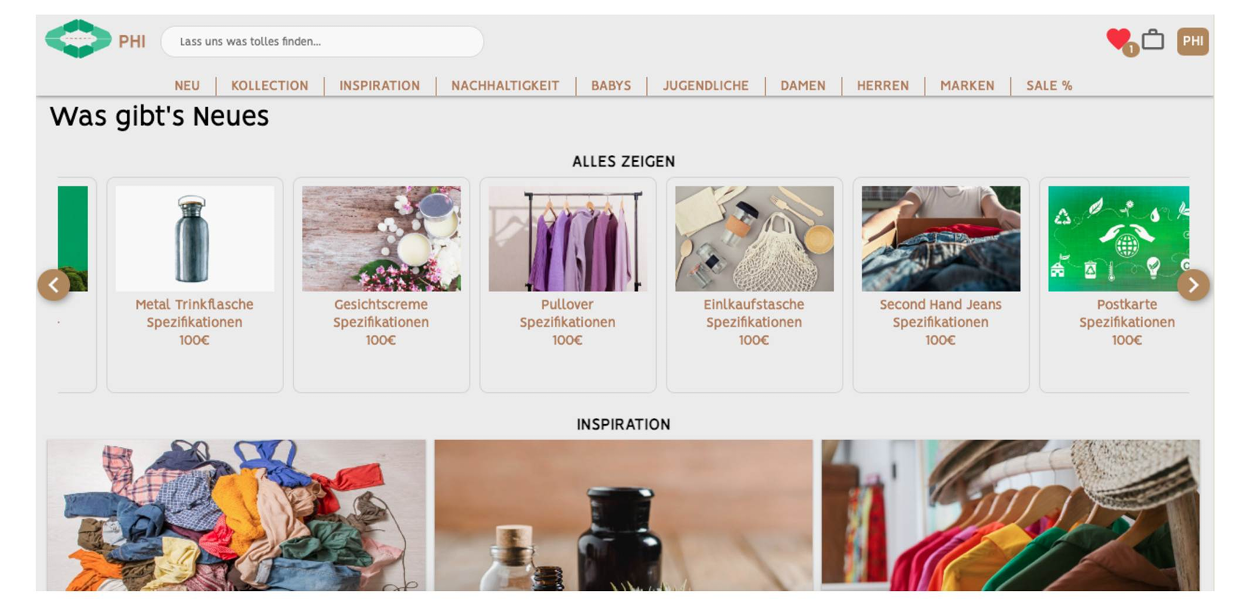 PHI
Lass uns was tolles finden...
1
PHI
NEU KOLLECTION INSPIRATION NACHHALTIGKEIT BABYS JUGENDLICHE DAMEN HERREN MARKEN SALE %
Was gibt's Neues
ALLES ZEIGEN
Metal Trinkflasche
Spezifikationen
100€
Gesichtscreme
Spezifikationen
100€
Pullover
Spezifikationen
100€
Einlkaufstasche
Spezifikationen
100€
Second Hand Jeans
Spezifikationen
100€
Postkarte
Spezifikationen
100€
INSPIRATION